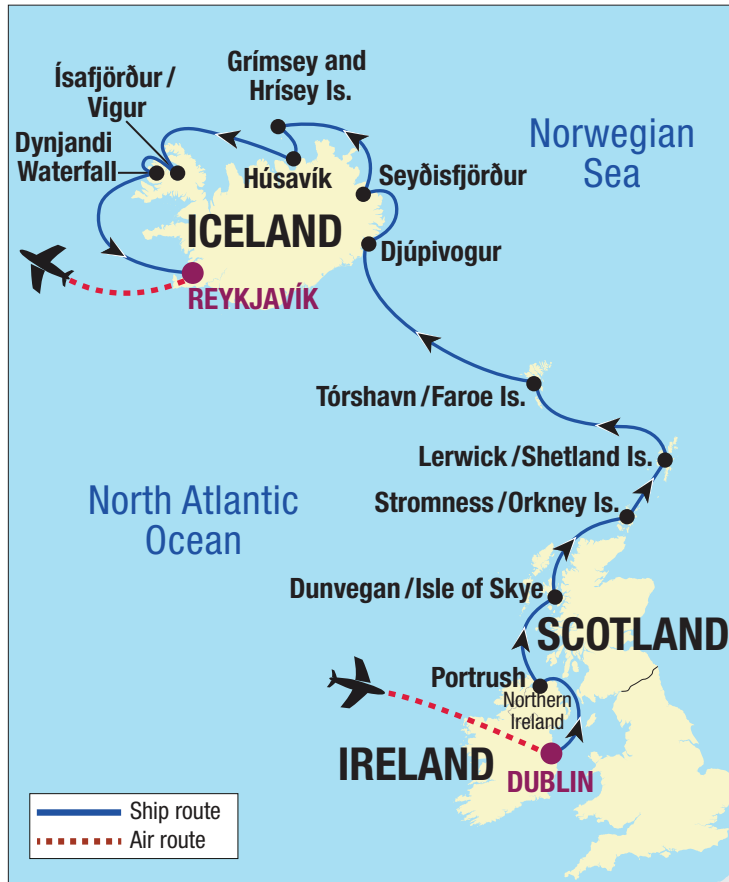 Grímsey and
Hrísey Is.
Ísafjörður /
Vigur
Dynjandi
Waterfall
Húsavík
Norwegian
Sea
Seyðisfjörður
ICELAND
Djúpivogur
REYKJAVÍK
Tórshavn / Faroe Is.
Lerwick / Shetland Is.
North Atlantic
Ocean
Stromness / Orkney Is.
Dunvegan / Isle of Skye
SCOTLAND
Portrush
Northern
Ireland
IRELAND
DUBLIN
Ship route
Air route